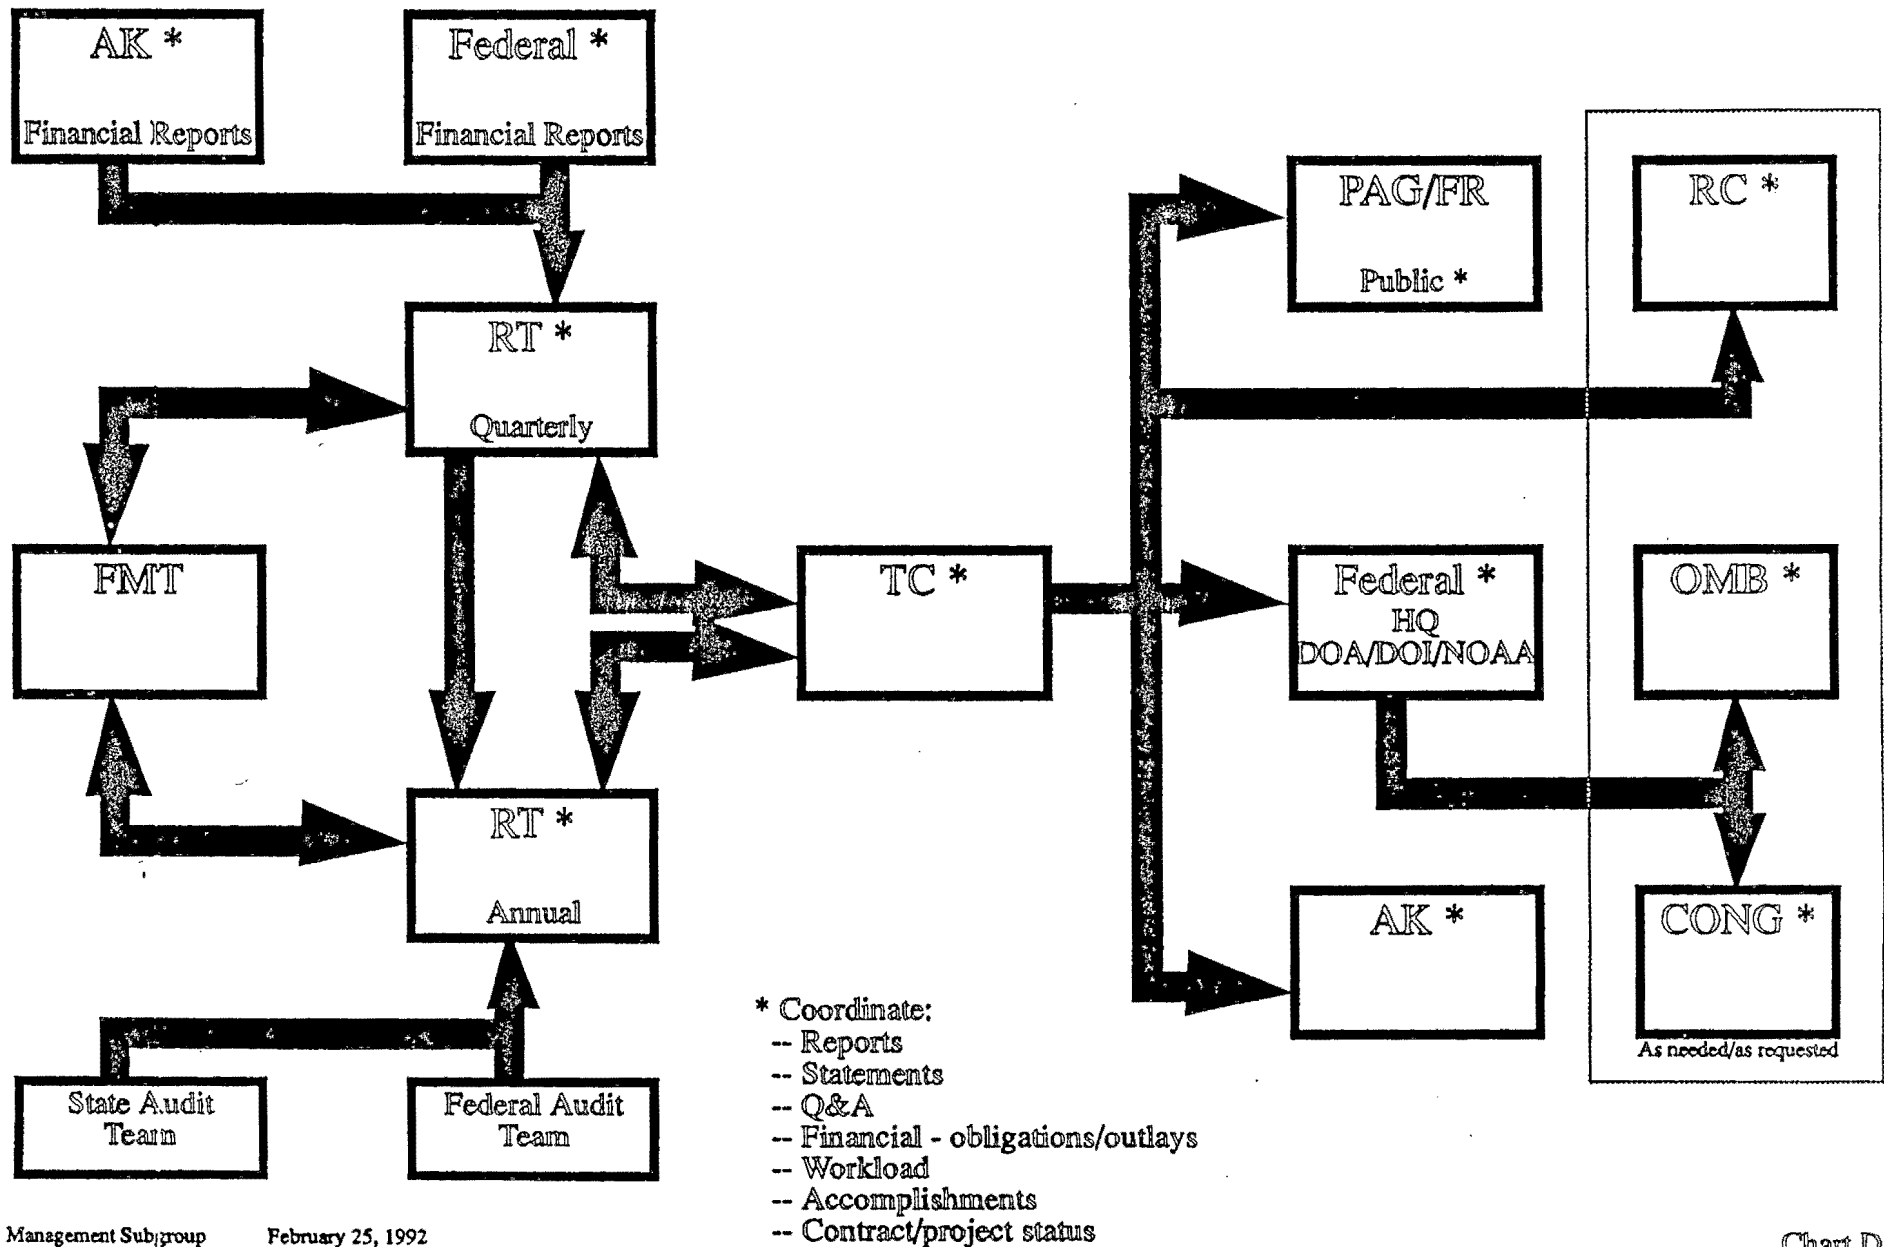 AK *
Financial Reports
Federal *
Financial Reports
RT *
Quarterly
FMT
RT *
Annual
State Audit
Team
Federal Audit
Team
TC *
PAG/FR
Public *
RC *
Federal *
HQ
DOA/DOI/NOAA
OMB *
AK *
CONG *
As needed/as requested
* Coordinate:
-- Reports
-- Statements
-- Q&A
-- Financial - obligations/outlays
-- Workload
-- Accomplishments
-- Contract/project status
Management Subgroup February 25, 1992
Chart D